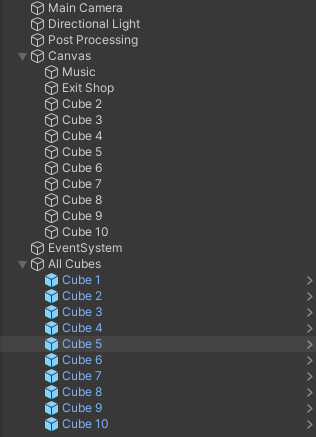 Main Camera
Directional Light
Post Processing
Canvas
Music
Exit Shop
Cube 2
Cube 3
Cube 4
Cube 5
Cube 6
Cube 7
Cube 8
Cube 9
Cube 10
EventSystem
All Cubes
Cube 1
Cube 2
Cube 3
Cube 4
Cube 5
Cube 6
Cube 7
Cube 8
Cube 9
Cube 10